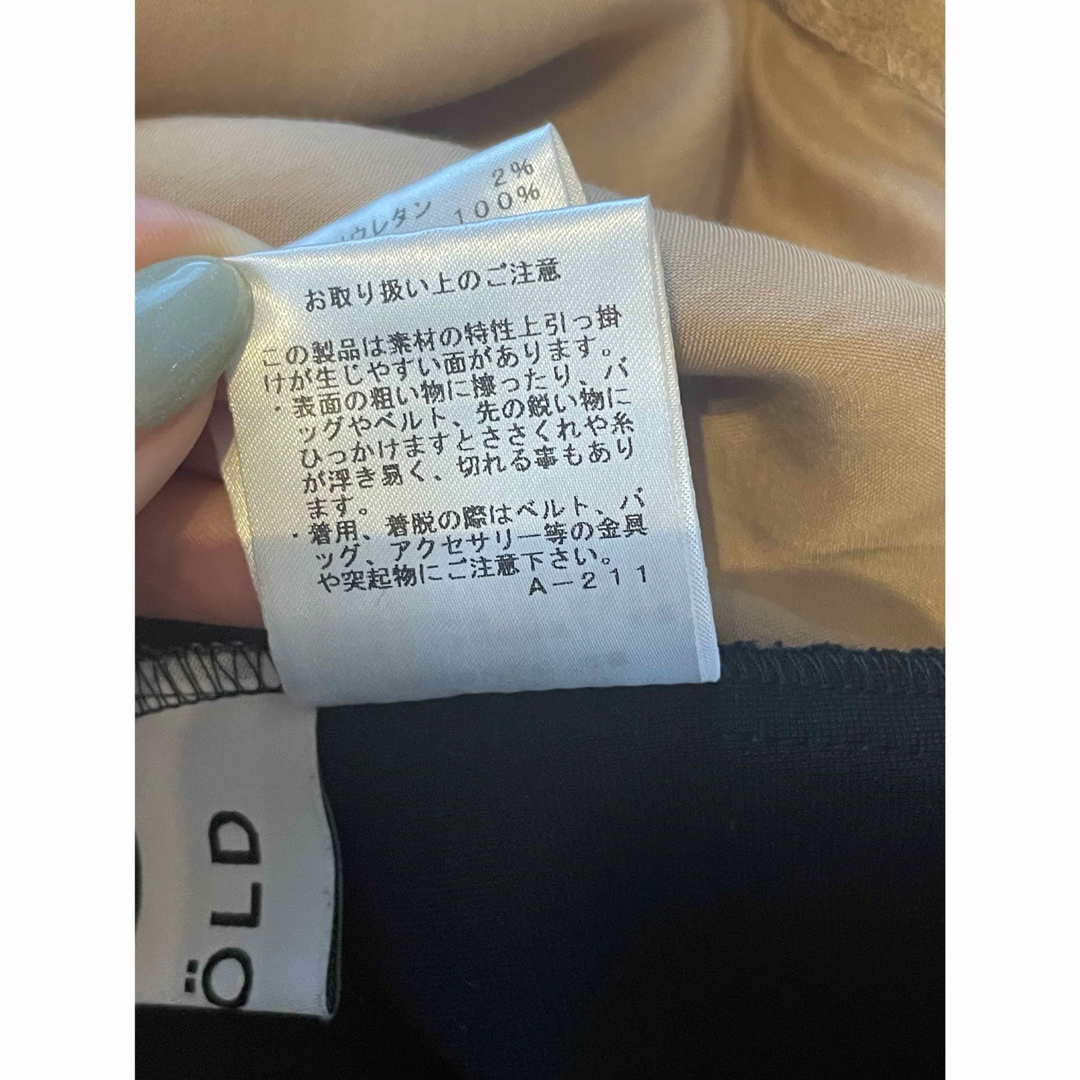 2%
ウレタン 100%
お取り扱い上のご注意
この製品は素材の特性上引っ掛
けが生じやすい面があります。
・表面の粗い物に擦ったり、バ
ッグやベルト、先の鋭い物に
ひっかけますとささくれや糸
が浮き易く、切れる事もあり
ます。
・着用、着脱の際はベルト、バ
ッグ、アクセサリー等の金具
や突起物にご注意下さい。
A-211
ÖLD